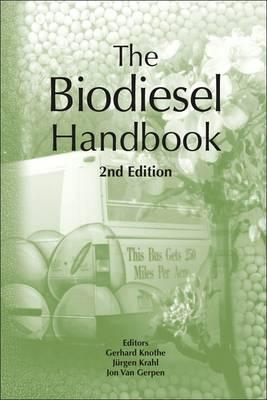 The
Biodiesel
Handbook
2nd Edition
This Bus Gets 250
Miles Per Acre
Editors
Gerhard Knothe
Jürgen Krahl
Jon Van Gerpen